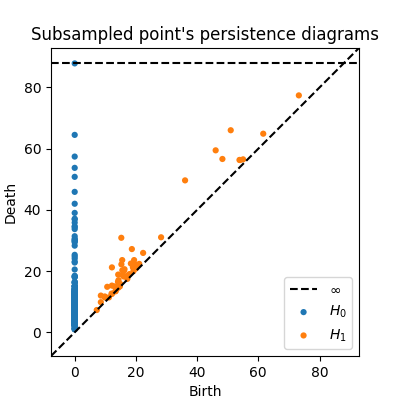 Subsampled point's persistence diagrams
80
60
40
20
0
Death
∞
H₀
H₁
0 20 40 60 80
Birth